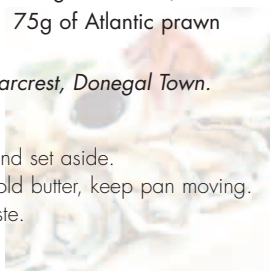 75g of Atlantic prawn
arcrest, Donegal Town.
nd set aside.
old butter, keep pan moving.
ste.